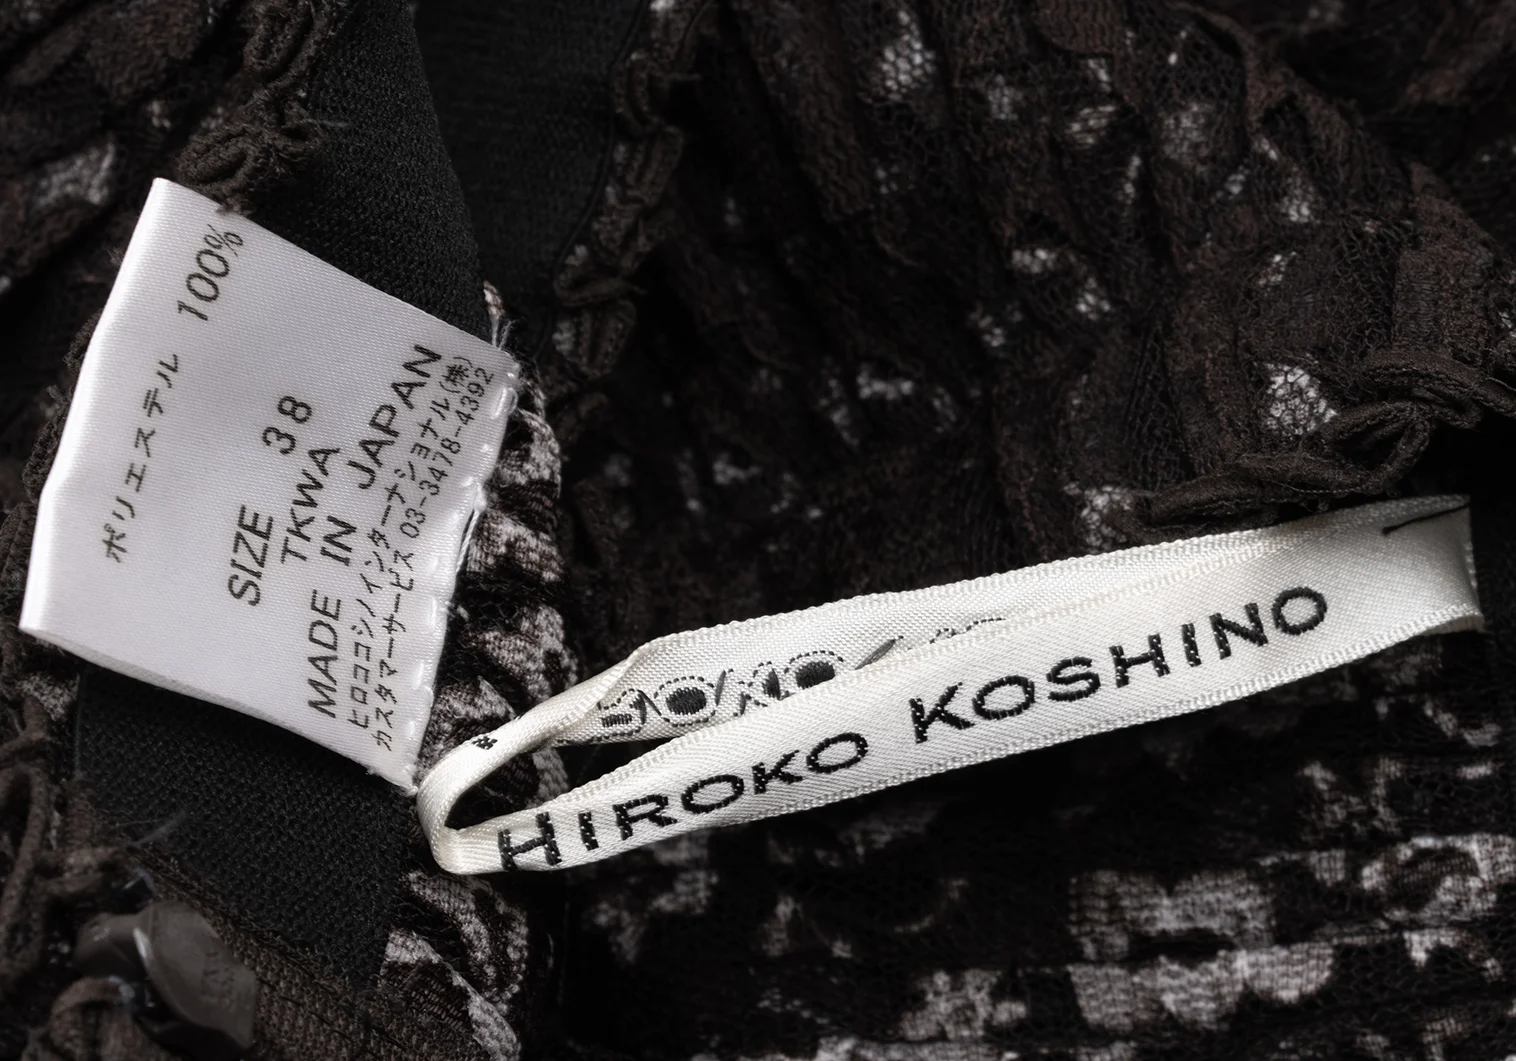 ポリエステル 100%
SIZE 38
TKWA
MADE IN JAPAN
ヒロココシノインターナショナル(株)
カスタマーサービス 03-3478-4392
HIROKO KOSHINO